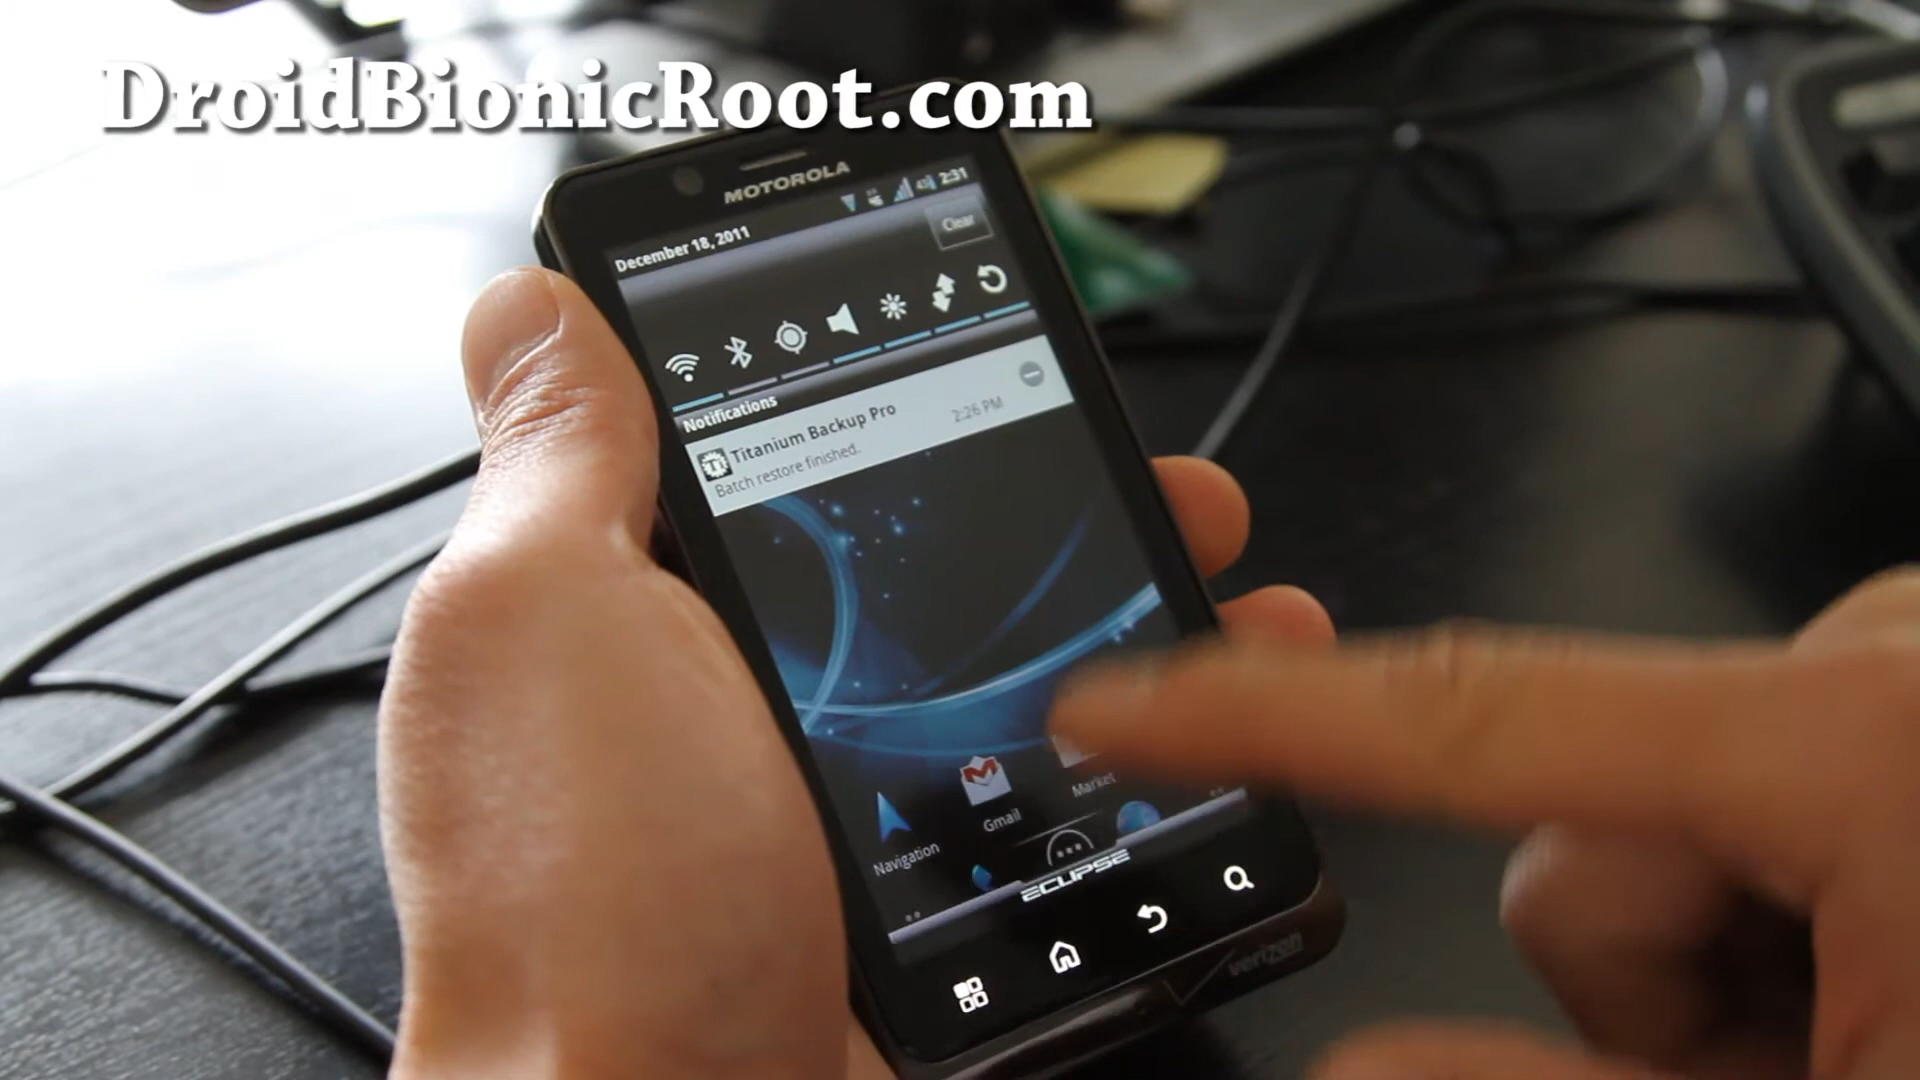 DroidBionicRoot.com
MOTOROLA
2:31
December 18, 2011
Clear
Notifications
Titanium Backup Pro
2:26 PM
Batch restore finished.
Market
Gmail
Navigation
ECLIPSE
verizon